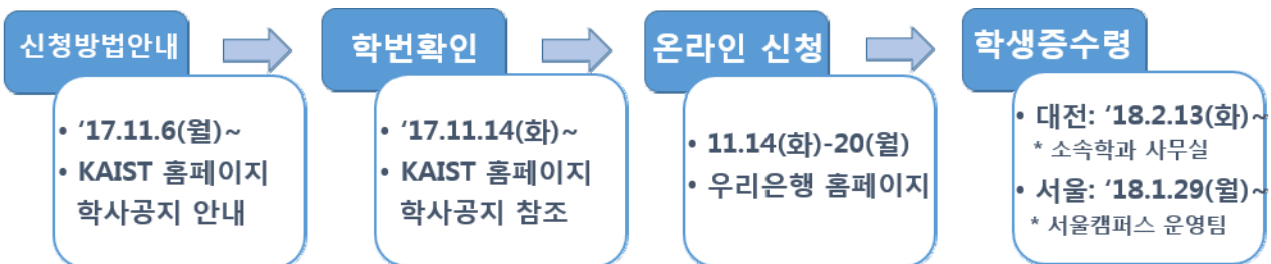 신청방법안내
• ‘17.11.6(월)~
• KAIST 홈페이지
학사공지 안내
학번확인
• ‘17.11.14(화)~
• KAIST 홈페이지
학사공지 참조
온라인 신청
• 11.14(화)-20(월)
• 우리은행 홈페이지
학생증수령
• 대전: ‘18.2.13(화)~
* 소속학과 사무실
• 서울: ‘18.1.29(월)~
* 서울캠퍼스 운영팀